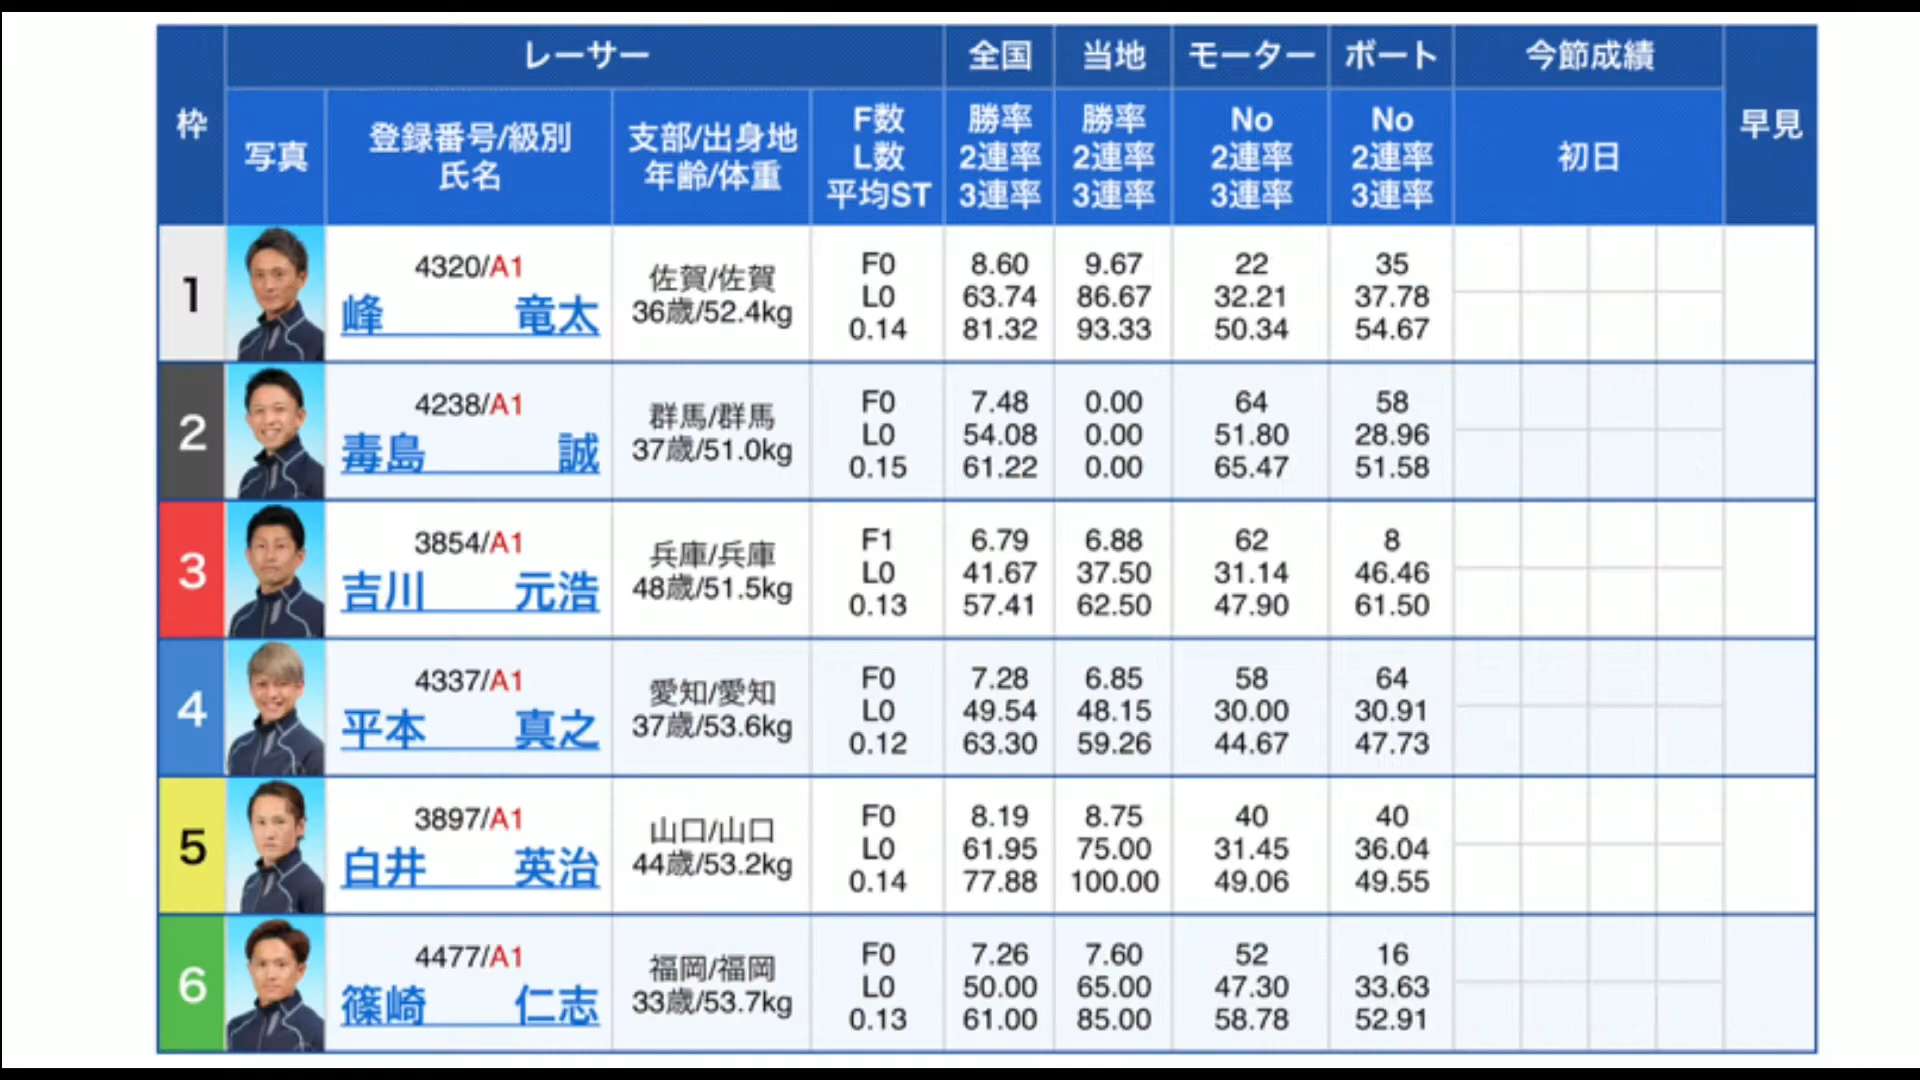 枠 レーサー 全国 当地 モーター ボート 今節成績 早見
写真 登録番号/級別 氏名 支部/出身地 年齢/体重 F数 L数 平均ST 勝率 2連率 3連率 勝率 2連率 3連率 No 2連率 3連率 No 2連率 3連率 初日
1 4320/A1 佐賀/佐賀 F0 8.60 9.67 22 35
峰 竜太 36歳/52.4kg L0 63.74 86.67 32.21 37.78
0.14 81.32 93.33 50.34 54.67
2 4238/A1 群馬/群馬 F0 7.48 0.00 64 58
毒島 誠 37歳/51.0kg L0 54.08 0.00 51.80 28.96
0.15 61.22 0.00 65.47 51.58
3 3854/A1 兵庫/兵庫 F1 6.79 6.88 62 8
吉川 元浩 48歳/51.5kg L0 41.67 37.50 31.14 46.46
0.13 57.41 62.50 47.90 61.50
4 4337/A1 愛知/愛知 F0 7.28 6.85 58 64
平本 真之 37歳/53.6kg L0 49.54 48.15 30.00 30.91
0.12 63.30 59.26 44.67 47.73
5 3897/A1 山口/山口 F0 8.19 8.75 40 40
白井 英治 44歳/53.2kg L0 61.95 75.00 31.45 36.04
0.14 77.88 100.00 49.06 49.55
6 4477/A1 福岡/福岡 F0 7.26 7.60 52 16
篠崎 仁志 33歳/53.7kg L0 50.00 65.00 47.30 33.63
0.13 61.00 85.00 58.78 52.91